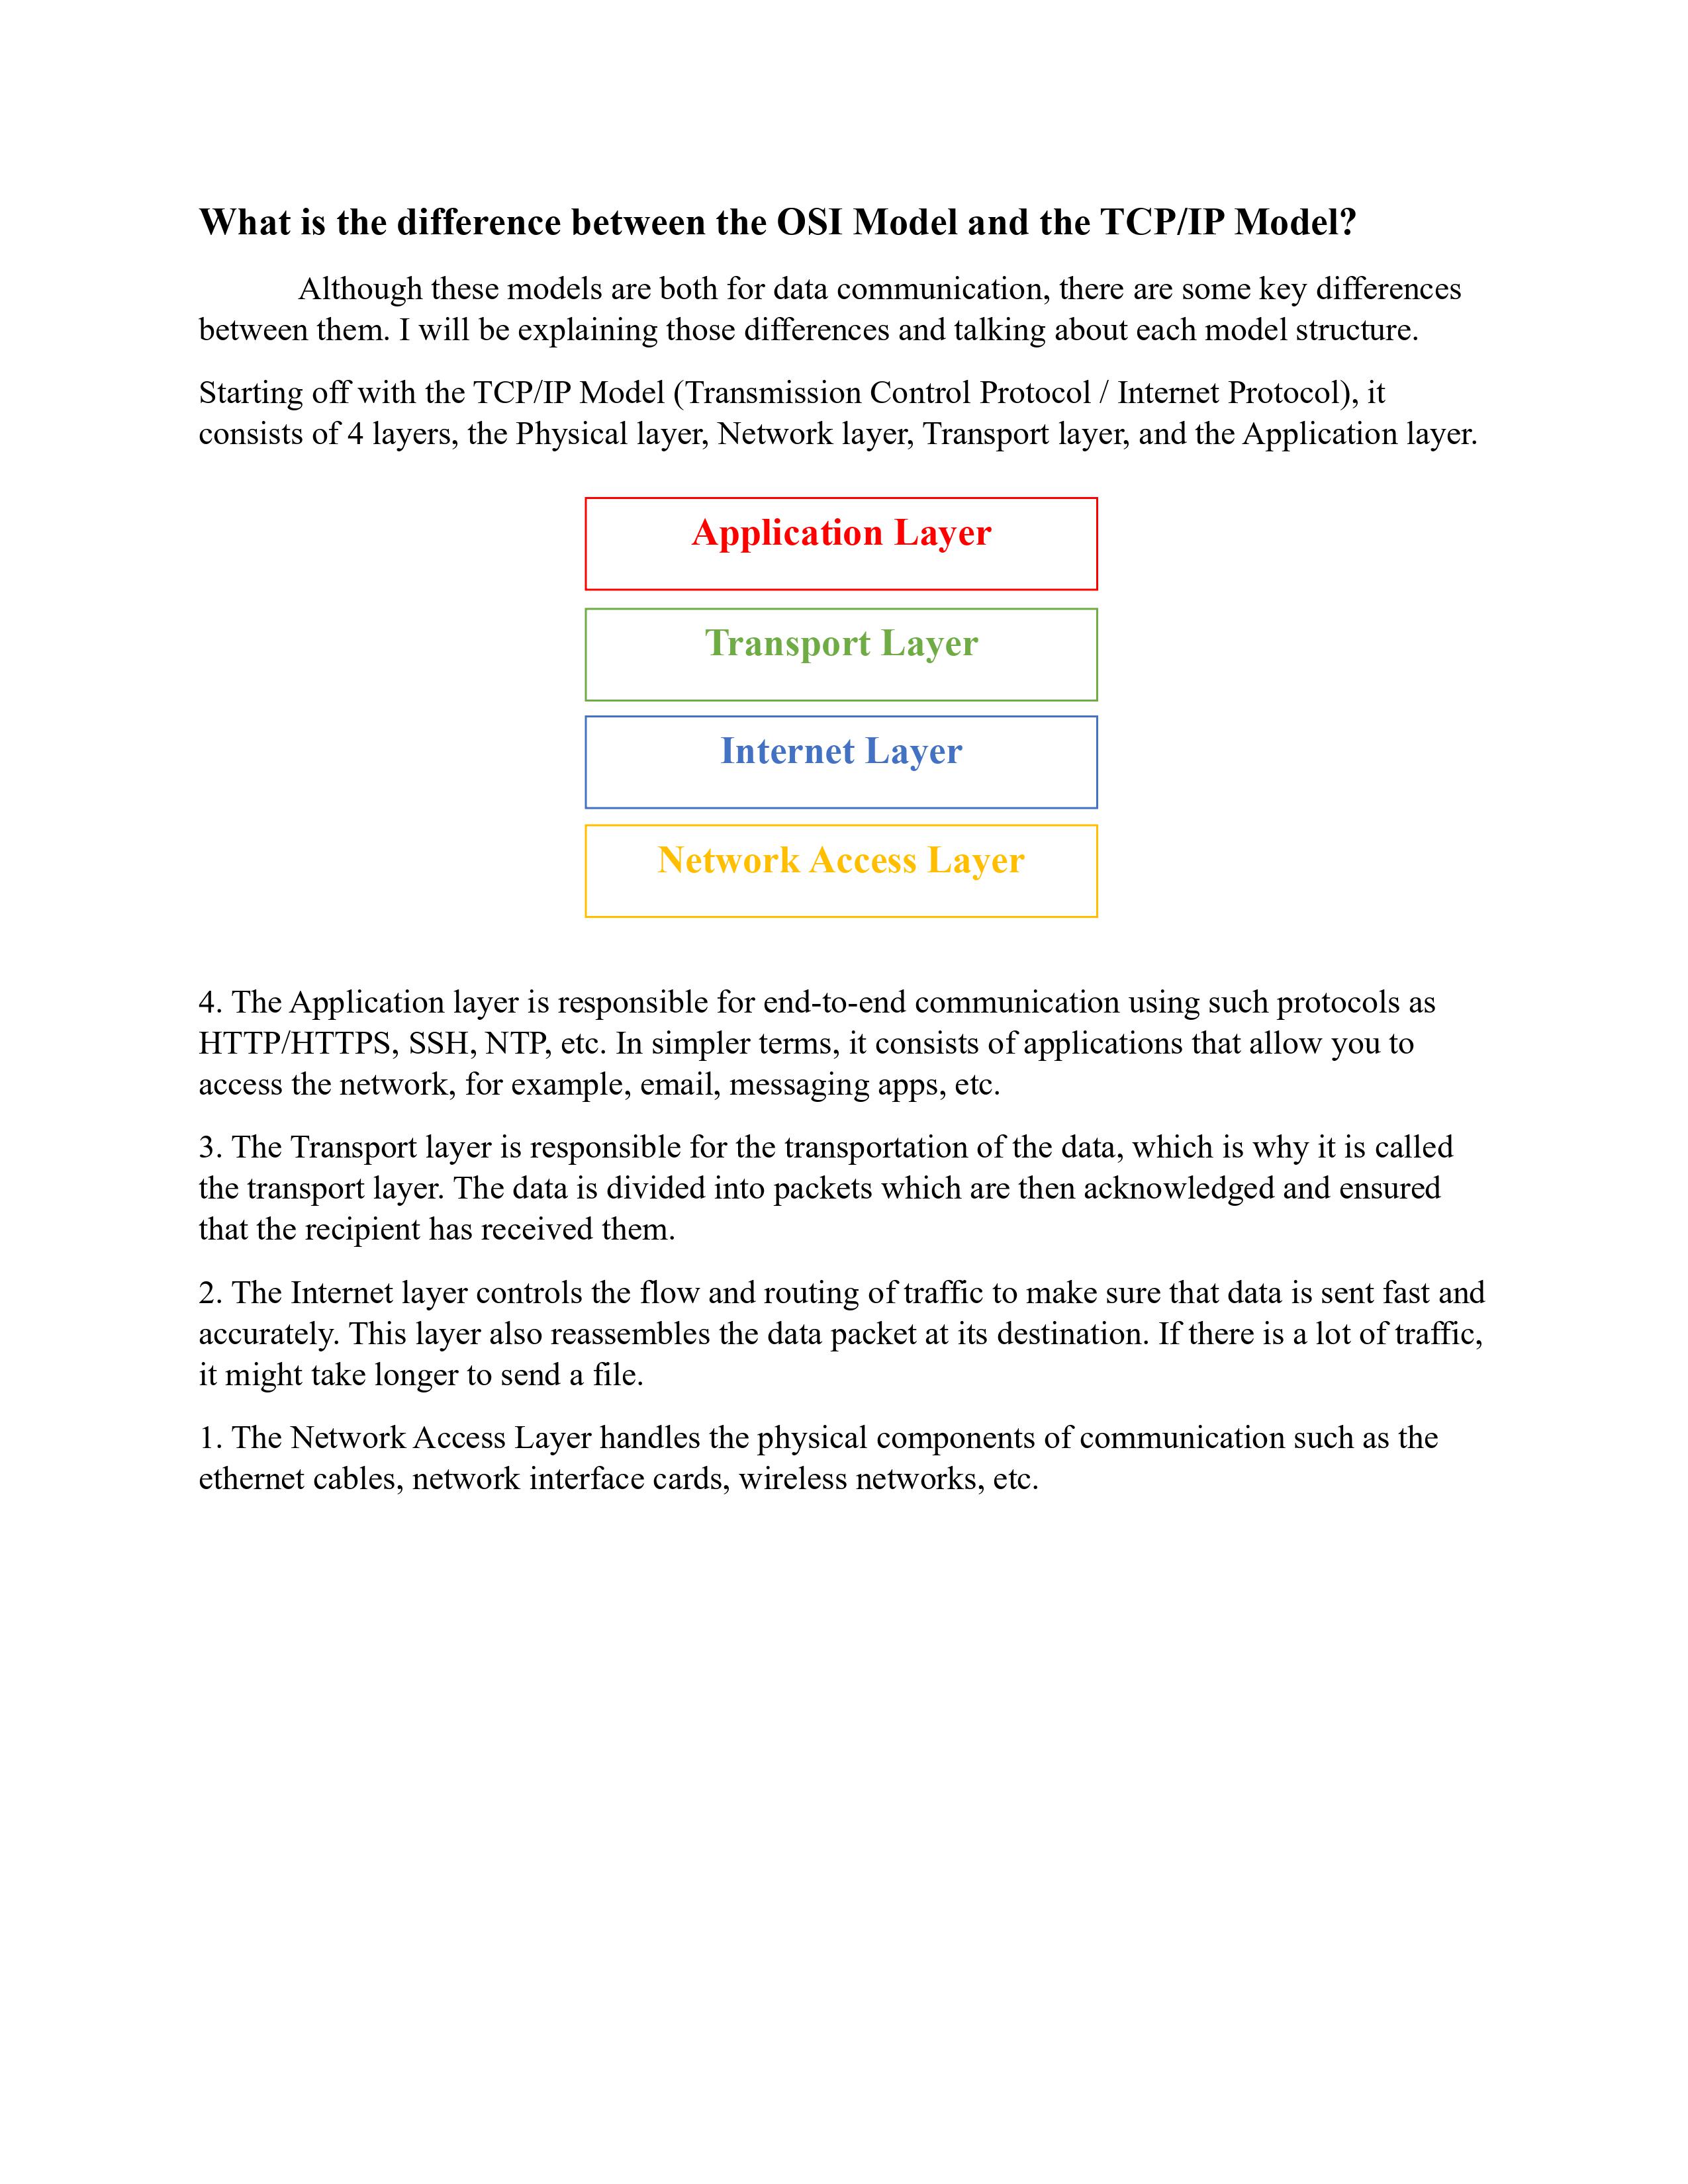 What is the difference between the OSI Model and the TCP/IP Model?
Although these models are both for data communication, there are some key differences
between them. I will be explaining those differences and talking about each model structure.
Starting off with the TCP/IP Model (Transmission Control Protocol / Internet Protocol), it
consists of 4 layers, the Physical layer, Network layer, Transport layer, and the Application layer.
Application Layer
Transport Layer
Internet Layer
Network Access Layer
4. The Application layer is responsible for end-to-end communication using such protocols as
HTTP/HTTPS, SSH, NTP, etc. In simpler terms, it consists of applications that allow you to
access the network, for example, email, messaging apps, etc.
3. The Transport layer is responsible for the transportation of the data, which is why it is called
the transport layer. The data is divided into packets which are then acknowledged and ensured
that the recipient has received them.
2. The Internet layer controls the flow and routing of traffic to make sure that data is sent fast and
accurately. This layer also reassembles the data packet at its destination. If there is a lot of traffic,
it might take longer to send a file.
1. The Network Access Layer handles the physical components of communication such as the
ethernet cables, network interface cards, wireless networks, etc.